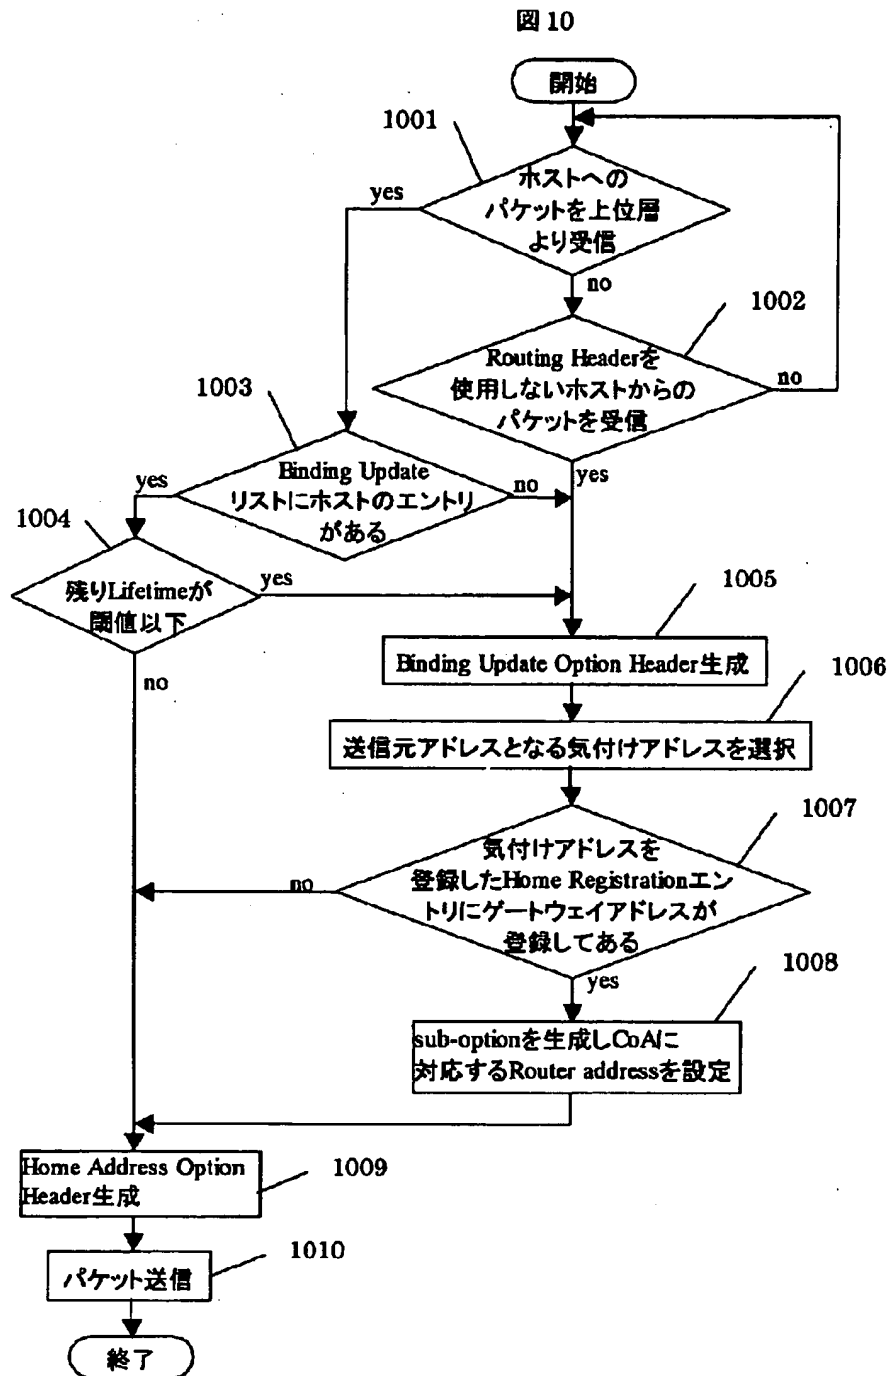 図10
開始
1001
ホストへの
パケットを上位層
より受信
yes
no
1002
Routing Headerを
使用しないホストからの
パケットを受信
no
yes
1003
Binding Update
リストにホストのエントリ
がある
yes
no
1004
残りLifetimeが
閾値以下
yes
no
1005
Binding Update Option Header生成
1006
送信元アドレスとなる気付けアドレスを選択
1007
気付けアドレスを
登録したHome Registrationエン
トリにゲートウェイアドレスが
登録してある
no
yes
1008
sub-optionを生成しCoAに
対応するRouter addressを設定
Home Address Option
Header生成
1009
パケット送信
1010
終了